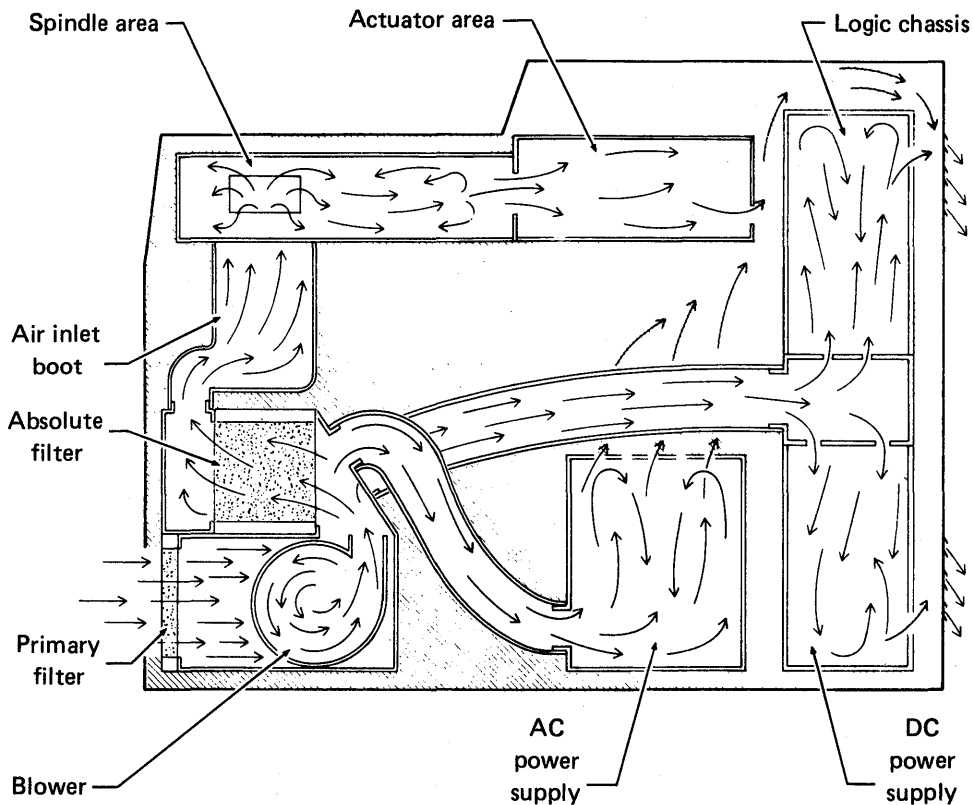 Spindle area
Actuator area
Logic chassis
Air inlet
boot
Absolute
filter
Primary
filter
Blower
AC
power
supply
DC
power
supply